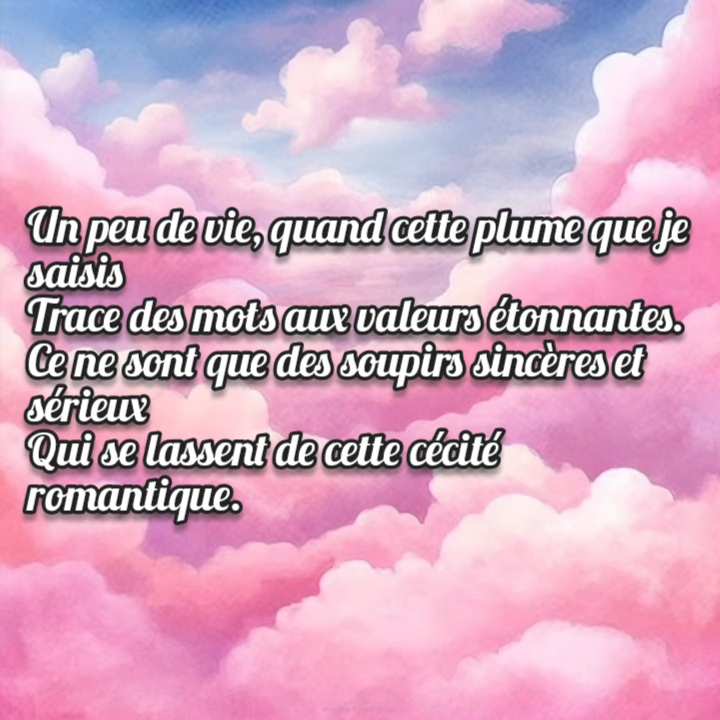 Un peu de vie, quand cette plume que je
saisis
Trace des mots aux valeurs étonnantes.
Ce ne sont que des soupirs sincères et
sérieux
Qui se lassent de cette cécité
romantique.